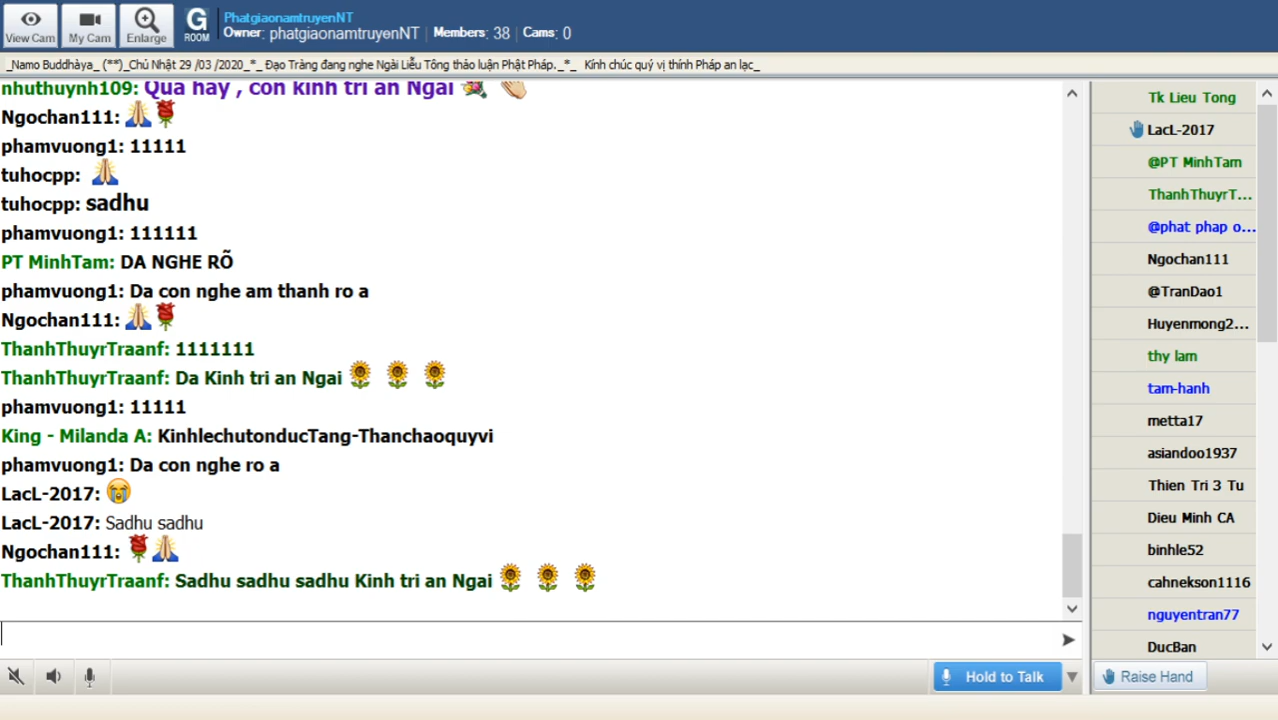 View Cam
My Cam
Enlarge
G
ROOM
PhatgiaonamtruyenNT
Owner: phatgiaonamtruyenNT | Members: 38 | Cams: 0
_Namo Buddhàya_ (**)_Chủ Nhật 29 /03 /2020_*_ Đạo Tràng đang nghe Ngài Liễu Tông thảo luận Phật Pháp._*_ Kính chúc quý vị thính Pháp an lạc_
nhuthuynh109: Qua hay , con kinh tri an Ngai
Ngochan111:
phamvuong1: 11111
tuhocpp:
tuhocpp: sadhu
phamvuong1: 111111
PT MinhTam: DA NGHE RÕ
phamvuong1: Da con nghe am thanh ro a
Ngochan111:
ThanhThuyrTraanf: 1111111
ThanhThuyrTraanf: Da Kinh tri an Ngai
phamvuong1: 11111
King - Milanda A: KinhlechutonducTang-Thanchaoquyvi
phamvuong1: Da con nghe ro a
LacL-2017:
LacL-2017: Sadhu sadhu
Ngochan111:
ThanhThuyrTraanf: Sadhu sadhu sadhu Kinh tri an Ngai
Hold to Talk
Tk Lieu Tong
LacL-2017
@PT MinhTam
ThanhThuyrT...
@phat phap o...
Ngochan111
@TranDao1
Huyenmong2...
thy lam
tam-hanh
metta17
asiandoo1937
Thien Tri 3 Tu
Dieu Minh CA
binhle52
cahnekson1116
nguyentran77
DucBan
Raise Hand